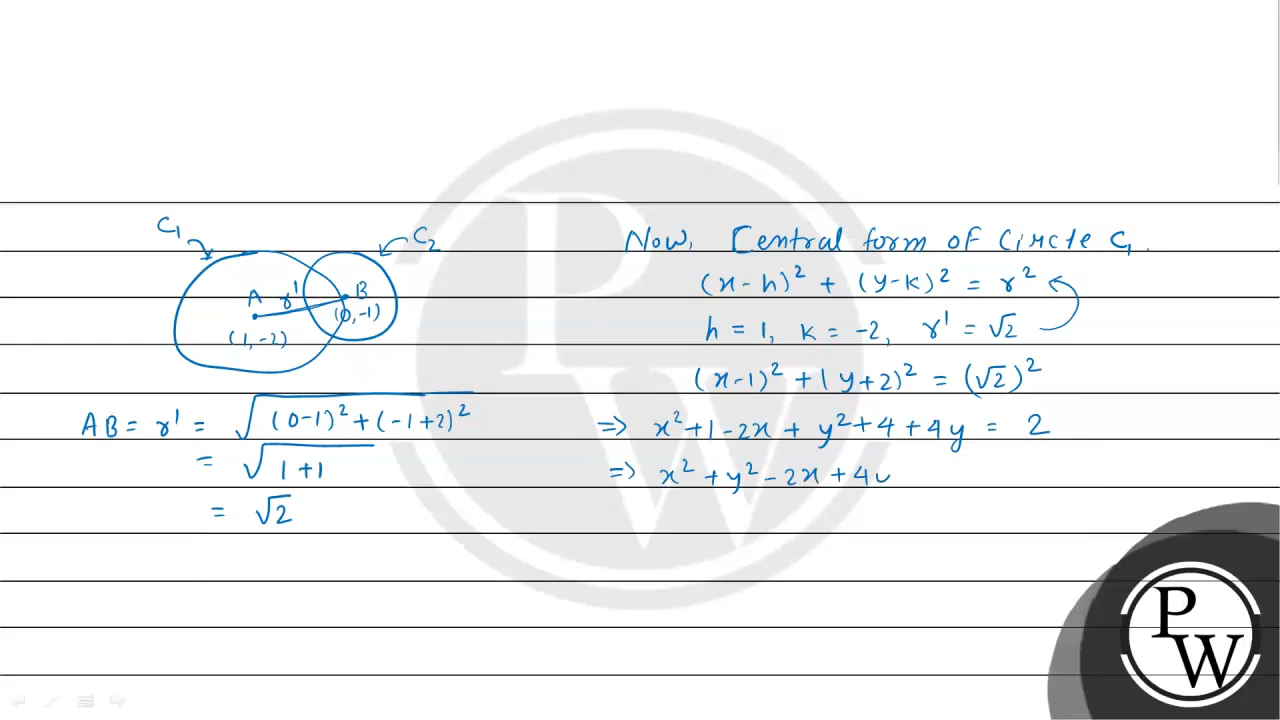 C₁
C₂
A r' B
(0,-1)
(1,-2)
AB = r' = √(0-1)² + (-1+2)²
= √1+1
= √2
Now, Central form of Circle C₁.
(x-h)² + (y-k)² = r²
h = 1, k = -2, r' = √2
(x-1)² + (y+2)² = (√2)²
=> x² + 1 - 2x + y² + 4 + 4y = 2
=> x² + y² - 2x + 4
P
W
P
W